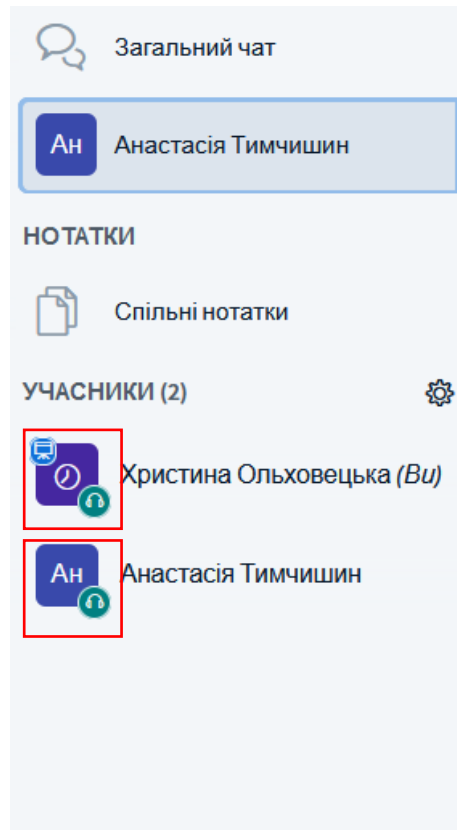 Загальний чат
Ан Анастасія Тимчишин
НОТАТКИ
Спільні нотатки
УЧАСНИКИ (2)
Христина Ольховецька (Ви)
Ан Анастасія Тимчишин